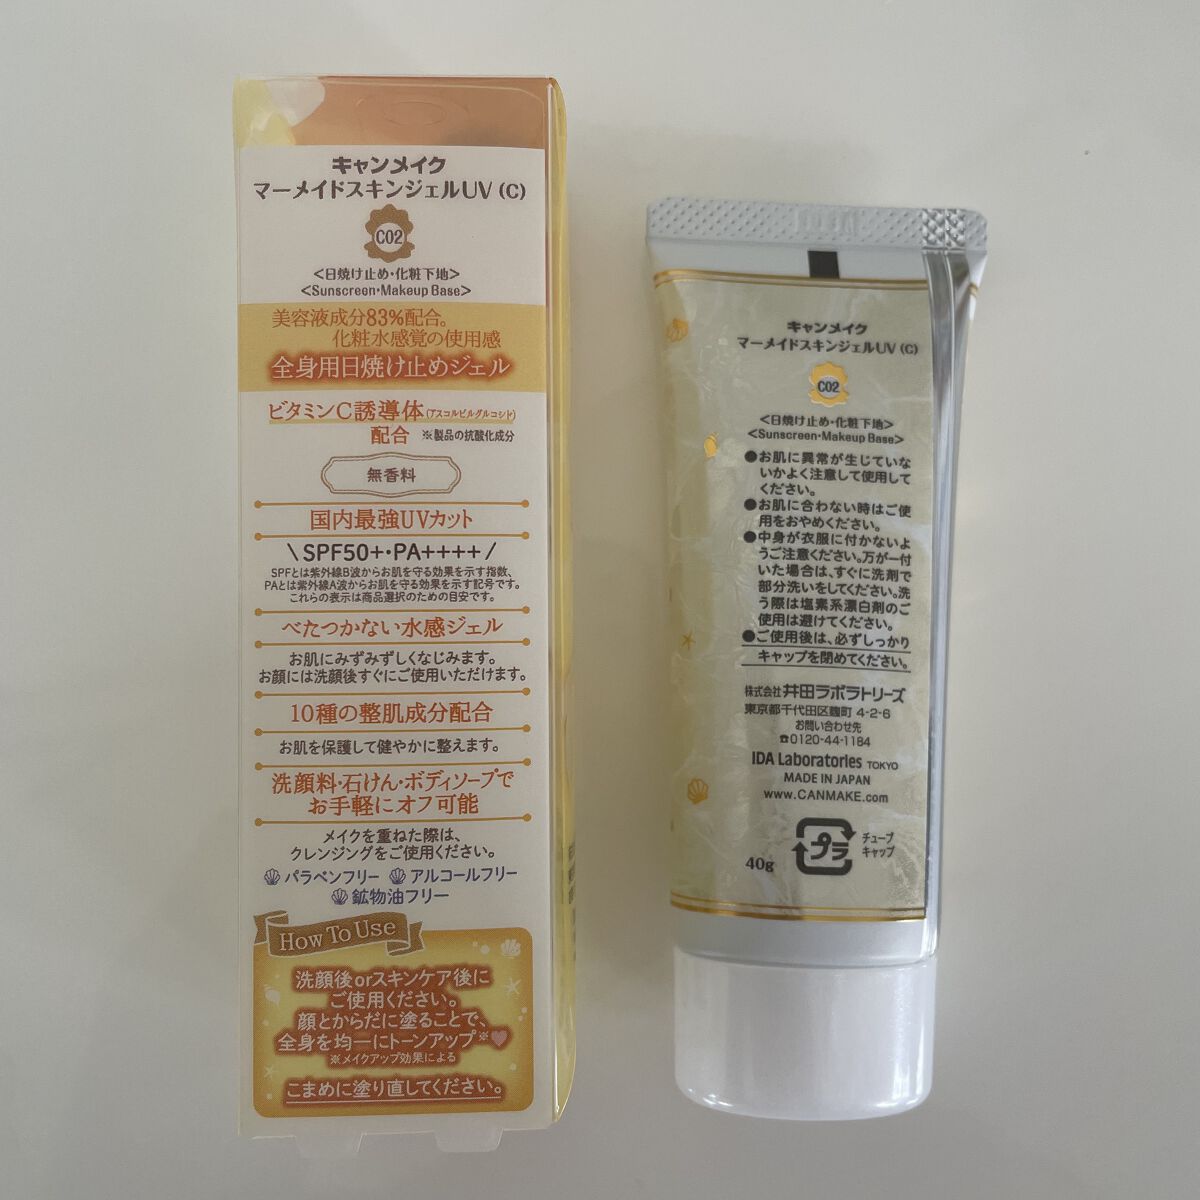 キャンメイク
マーメイドスキンジェルUV (C)
C02
<日焼け止め・化粧下地>
<Sunscreen・Makeup Base>
美容液成分83%配合。
化粧水感覚の使用感
全身用日焼け止めジェル
ビタミンC誘導体(アスコルビルグルコシド)
配合 ※製品の抗酸化成分
無香料
国内最強UVカット
\ SPF50+・PA++++ /
SPFとは紫外線B波からお肌を守る効果を示す指数、
PAとは紫外線A波からお肌を守る効果を示す記号です。
これらの表示は商品選択のための目安です。
べたつかない水感ジェル
お肌にみずみずしくなじみます。
お顔には洗顔後すぐにご使用いただけます。
10種の整肌成分配合
お肌を保護して健やかに整えます。
洗顔料・石けん・ボディソープで
お手軽にオフ可能
メイクを重ねた際は、
クレンジングをご使用ください。
パラベンフリー アルコールフリー
鉱物油フリー
How To Use
洗顔後orスキンケア後に
ご使用ください。
顔とからだに塗ることで、
全身を均一にトーンアップ※♥
※メイクアップ効果による
こまめに塗り直してください。
キャンメイク
マーメイドスキンジェルUV (C)
C02
<日焼け止め・化粧下地>
<Sunscreen・Makeup Base>
●お肌に異常が生じていな
いかよく注意して使用して
ください。
●お肌に合わない時はご使
用をおやめください。
●中身が衣服に付かないよ
うご注意ください。万が一付
いた場合は、すぐに洗剤で
部分洗いをしてください。洗
う際は塩素系漂白剤のご
使用は避けてください。
●ご使用後は、必ずしっかり
キャップを閉めてください。
株式会社 井田ラボラトリーズ
東京都千代田区麹町 4-2-6
お問い合わせ先
☎0120-44-1184
IDA Laboratories TOKYO
MADE IN JAPAN
www.CANMAKE.com
プラ
チューブ
キャップ
40g